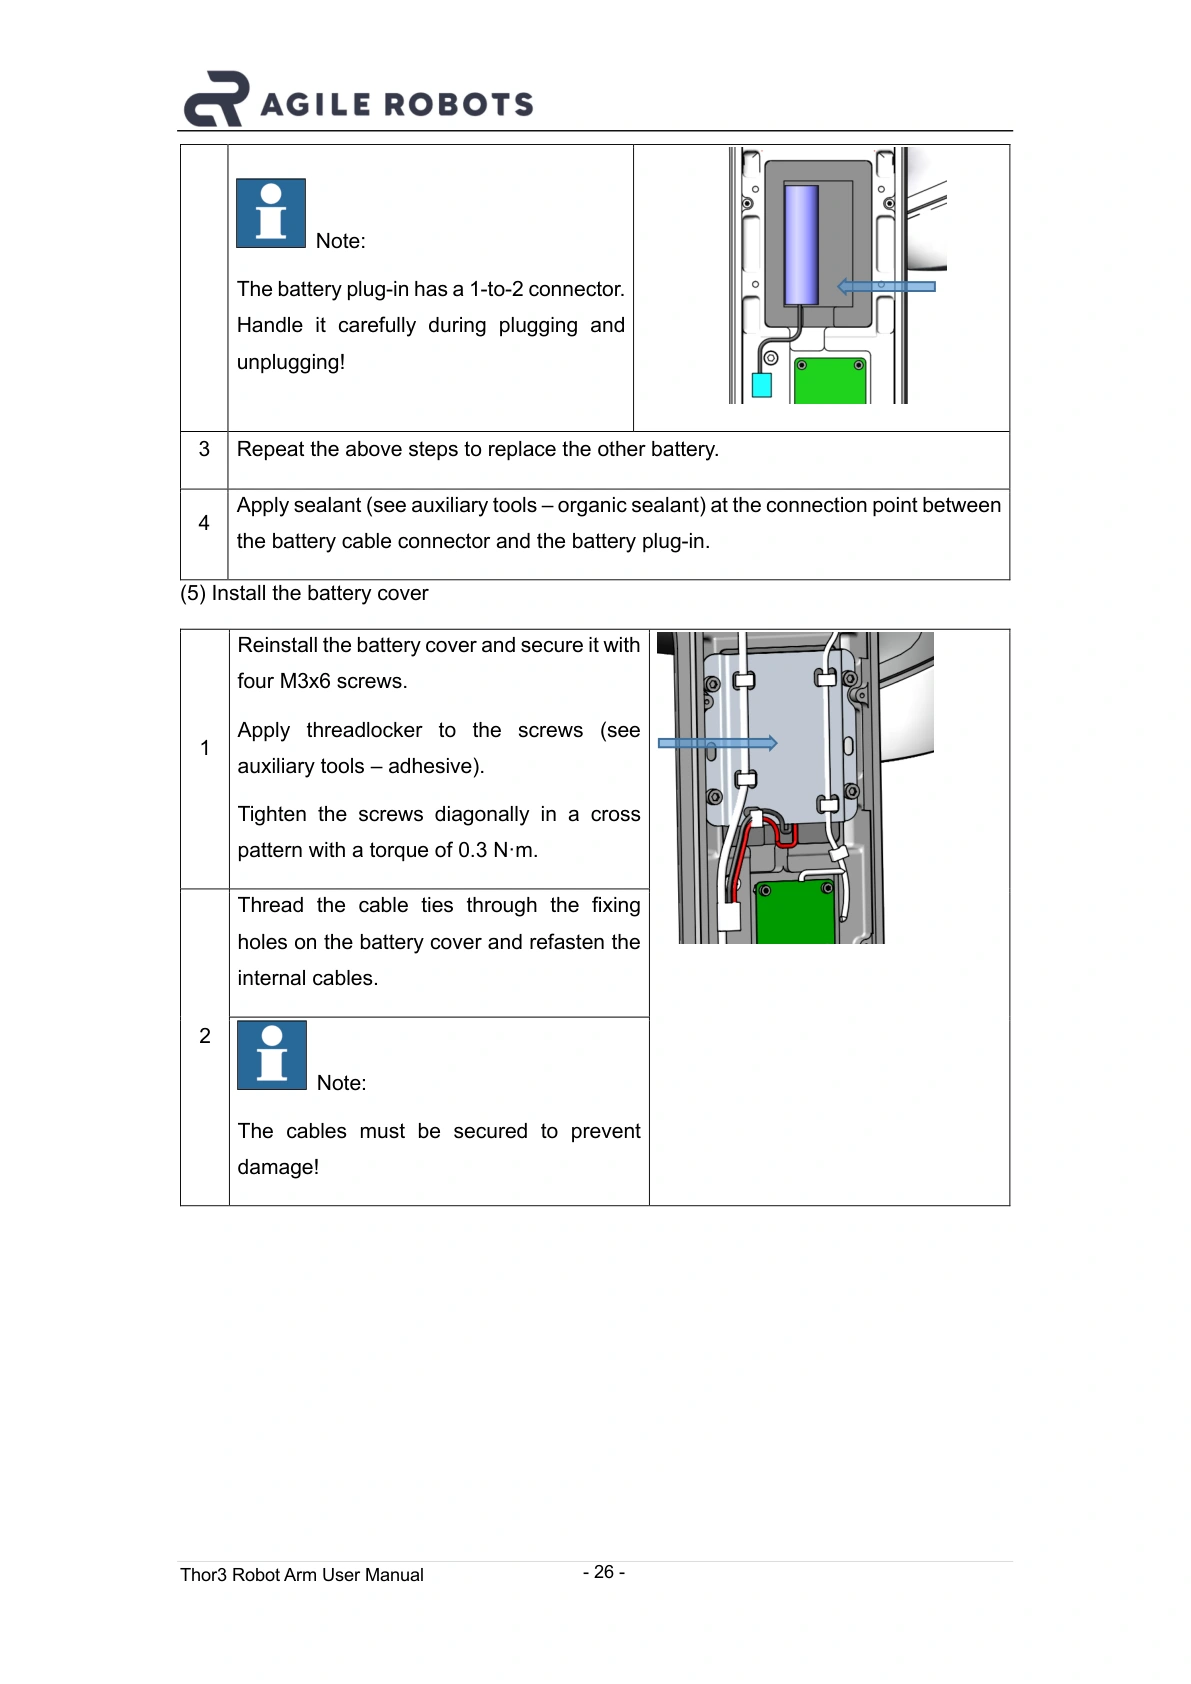 AGILE ROBOTS
Note:
The battery plug-in has a 1-to-2 connector.
Handle it carefully during plugging and
unplugging!
3 Repeat the above steps to replace the other battery.
4 Apply sealant (see auxiliary tools – organic sealant) at the connection point between
the battery cable connector and the battery plug-in.
(5) Install the battery cover
1 Reinstall the battery cover and secure it with
four M3x6 screws.
Apply threadlocker to the screws (see
auxiliary tools – adhesive).
Tighten the screws diagonally in a cross
pattern with a torque of 0.3 N·m.
2 Thread the cable ties through the fixing
holes on the battery cover and refasten the
internal cables.
Note:
The cables must be secured to prevent
damage!
Thor3 Robot Arm User Manual - 26 -